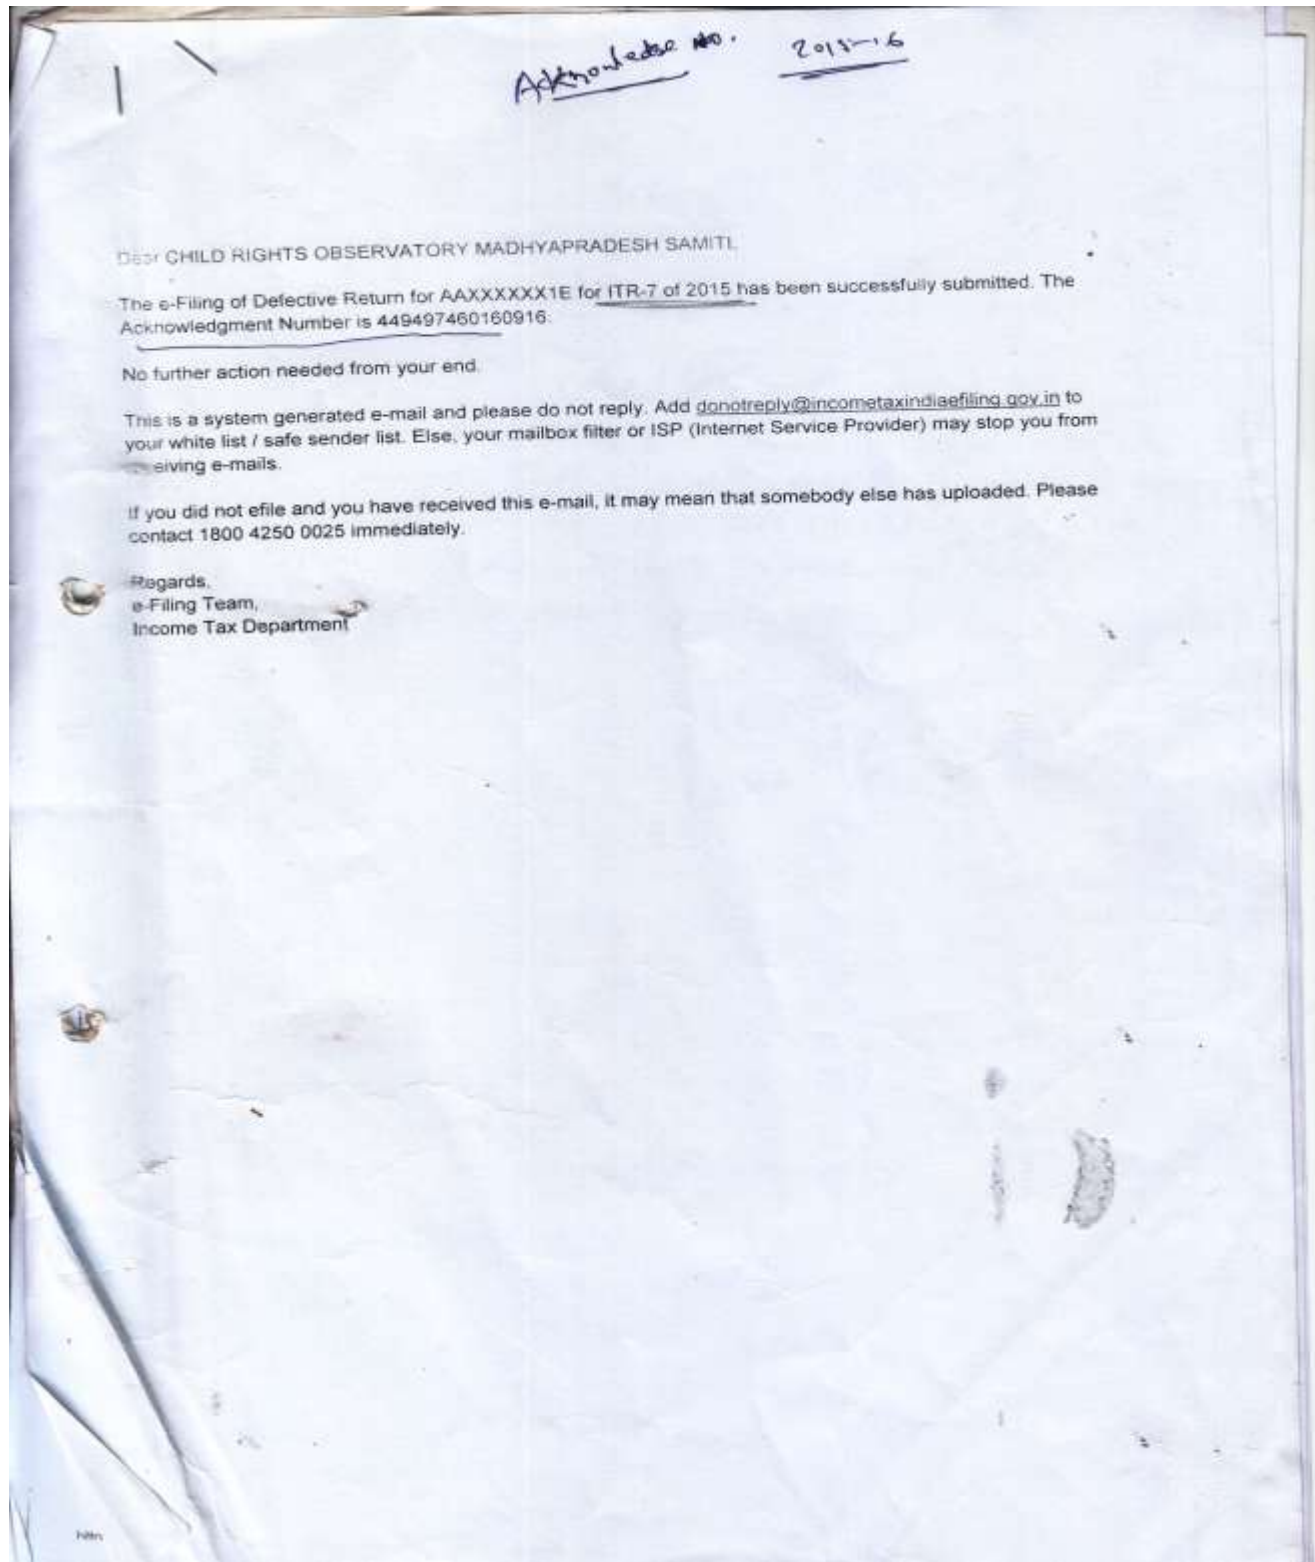 Acknowledge no. 2015-16
Dear CHILD RIGHTS OBSERVATORY MADHYAPRADESH SAMITI,
The e-Filing of Defective Return for AAXXXXXX1E for ITR-7 of 2015 has been successfully submitted. The
Acknowledgment Number is 449497460160916.
No further action needed from your end.
This is a system generated e-mail and please do not reply. Add donotreply@incometaxindiaefiling.gov.in to
your white list / safe sender list. Else, your mailbox filter or ISP (Internet Service Provider) may stop you from
eiving e-mails.
If you did not efile and you have received this e-mail, it may mean that somebody else has uploaded. Please
contact 1800 4250 0025 immediately.
Regards,
e-Filing Team,
Income Tax Department